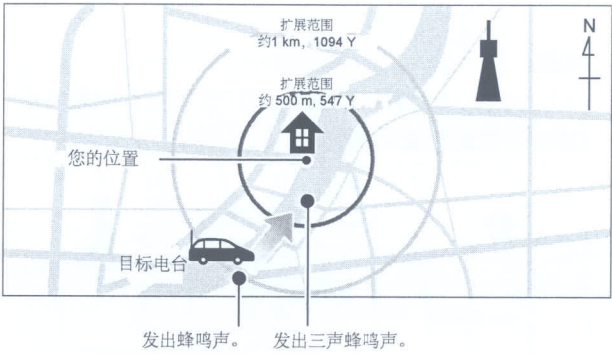 扩展范围
约1 km, 1094 Y
N
扩展范围
约 500 m, 547 Y
您的位置
目标电台
发出蜂鸣声。
发出三声蜂鸣声。